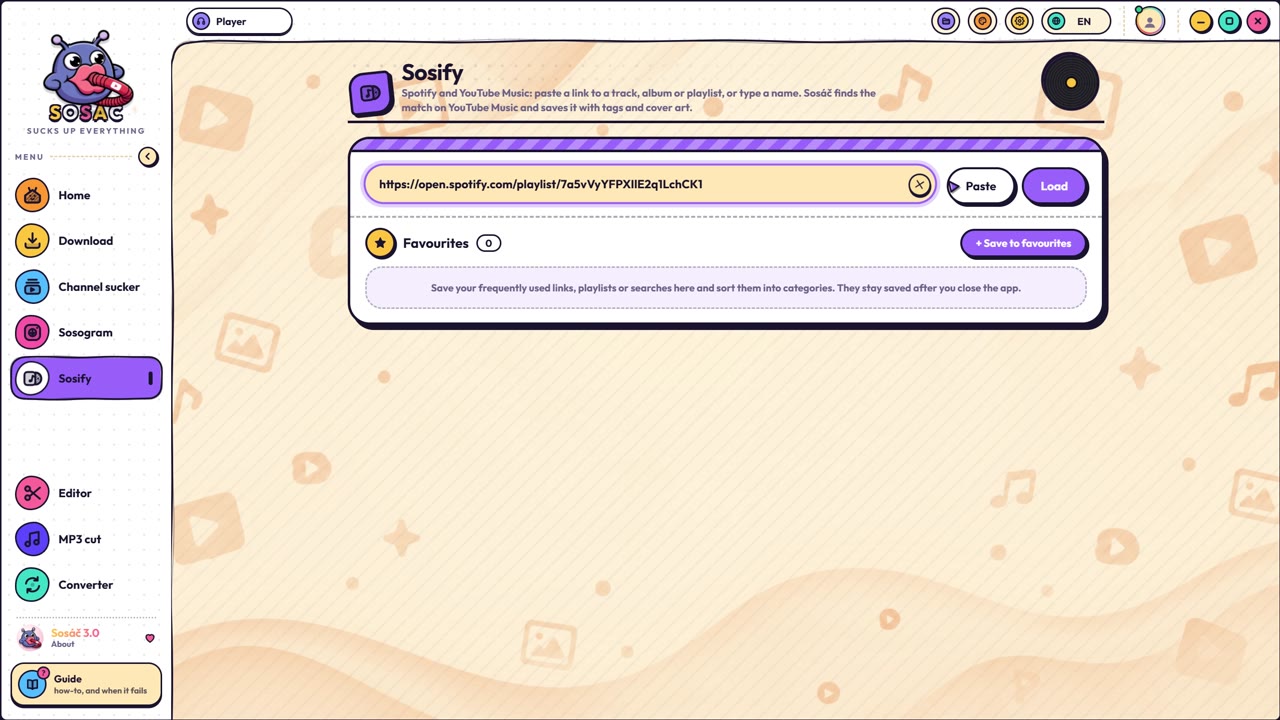 SOSÁČ
SUCKS UP EVERYTHING
MENU
Home
Download
Channel sucker
Sosogram
Sosify
Editor
MP3 cut
Converter
Sosáč 3.0
About
?
Guide
how-to, and when it fails
Player
EN
Sosify
Spotify and YouTube Music: paste a link to a track, album or playlist, or type a name. Sosáč finds the
match on YouTube Music and saves it with tags and cover art.
https://open.spotify.com/playlist/7a5vVyYFPXIIE2q1LchCK1
Paste
Load
Favourites
0
+ Save to favourites
Save your frequently used links, playlists or searches here and sort them into categories. They stay saved after you close the app.